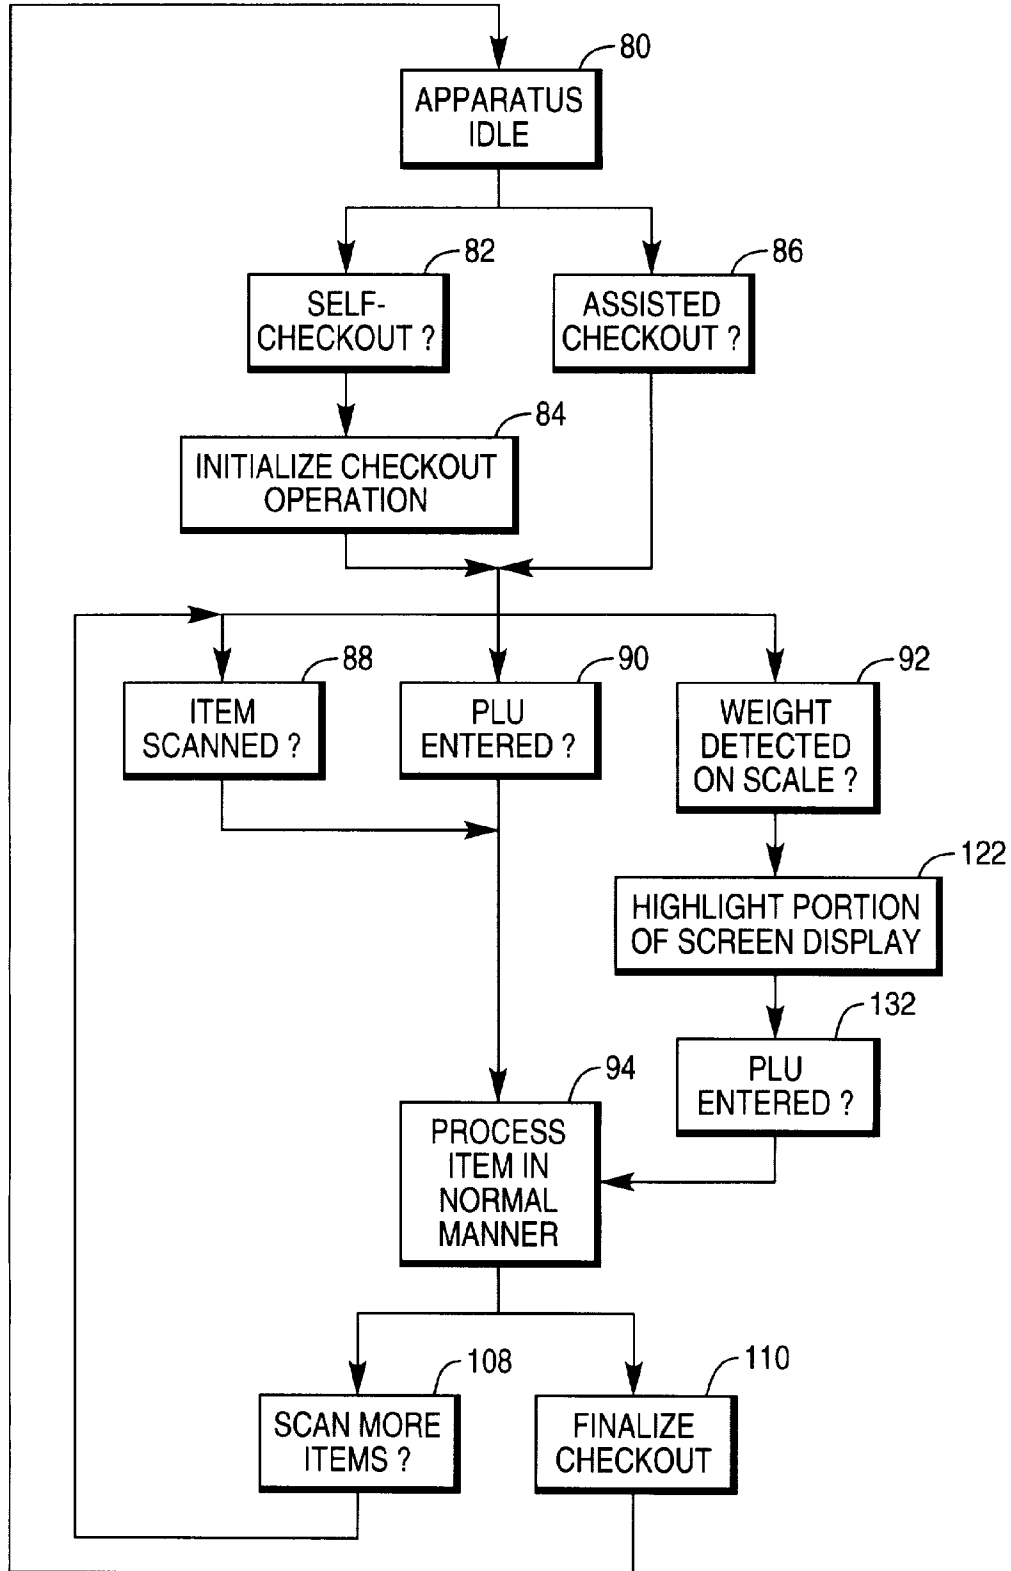 80
APPARATUS
IDLE
82
SELF-
CHECKOUT ?
86
ASSISTED
CHECKOUT ?
84
INITIALIZE CHECKOUT
OPERATION
88
ITEM
SCANNED ?
90
PLU
ENTERED ?
92
WEIGHT
DETECTED
ON SCALE ?
122
HIGHLIGHT PORTION
OF SCREEN DISPLAY
132
PLU
ENTERED ?
94
PROCESS
ITEM IN
NORMAL
MANNER
108
SCAN MORE
ITEMS ?
110
FINALIZE
CHECKOUT